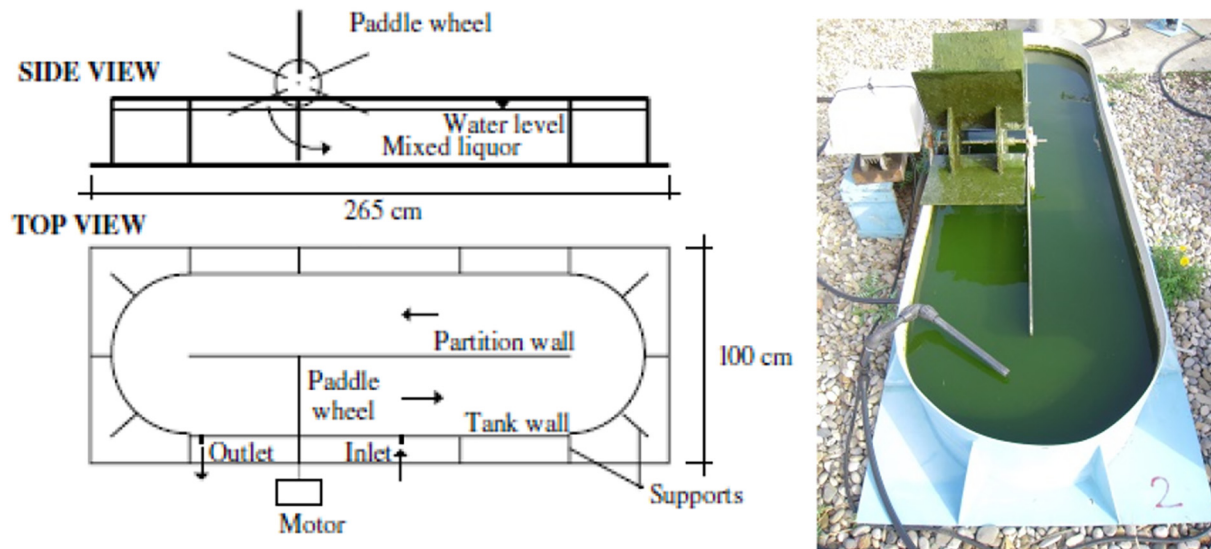 Paddle wheel
SIDE VIEW
Water level
Mixed liquor
265 cm
TOP VIEW
Partition wall
100 cm
Paddle
wheel
Tank wall
Outlet
Inlet
Supports
Motor
2